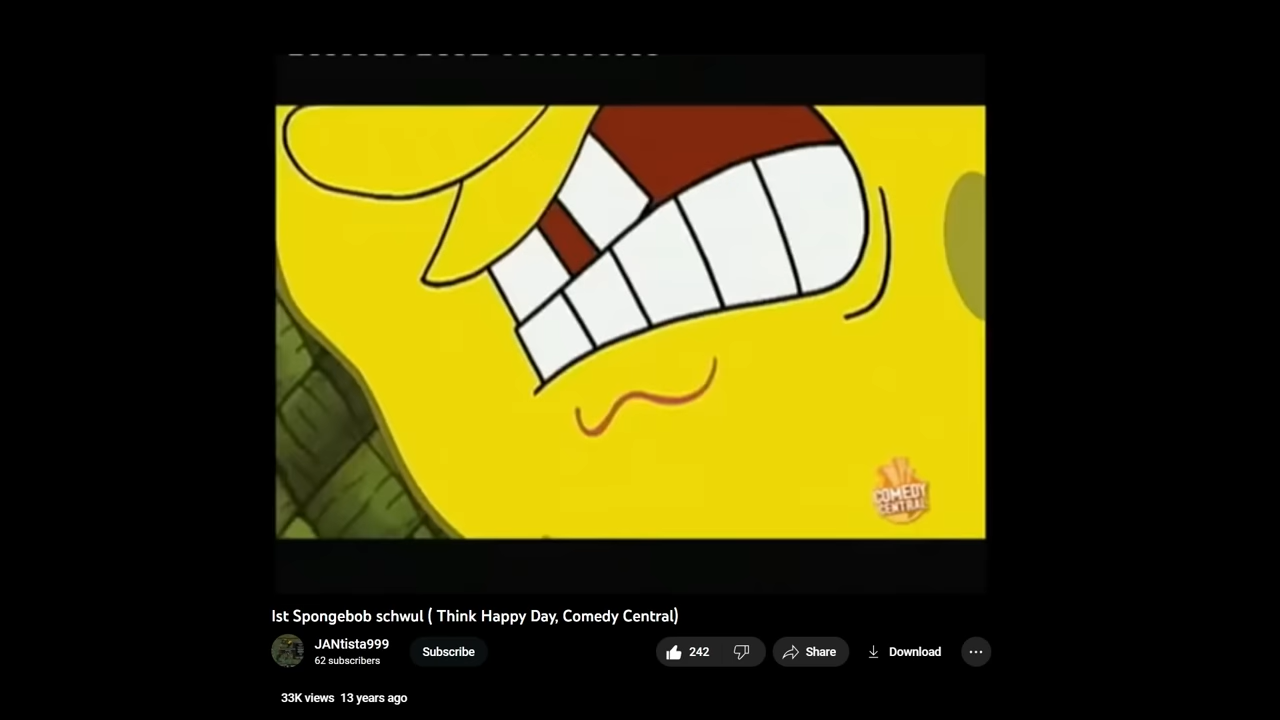 COMEDY
CENTRAL
Ist Spongebob schwul ( Think Happy Day, Comedy Central)
JANtista999
62 subscribers
Subscribe
242
Share
Download
33K views 13 years ago